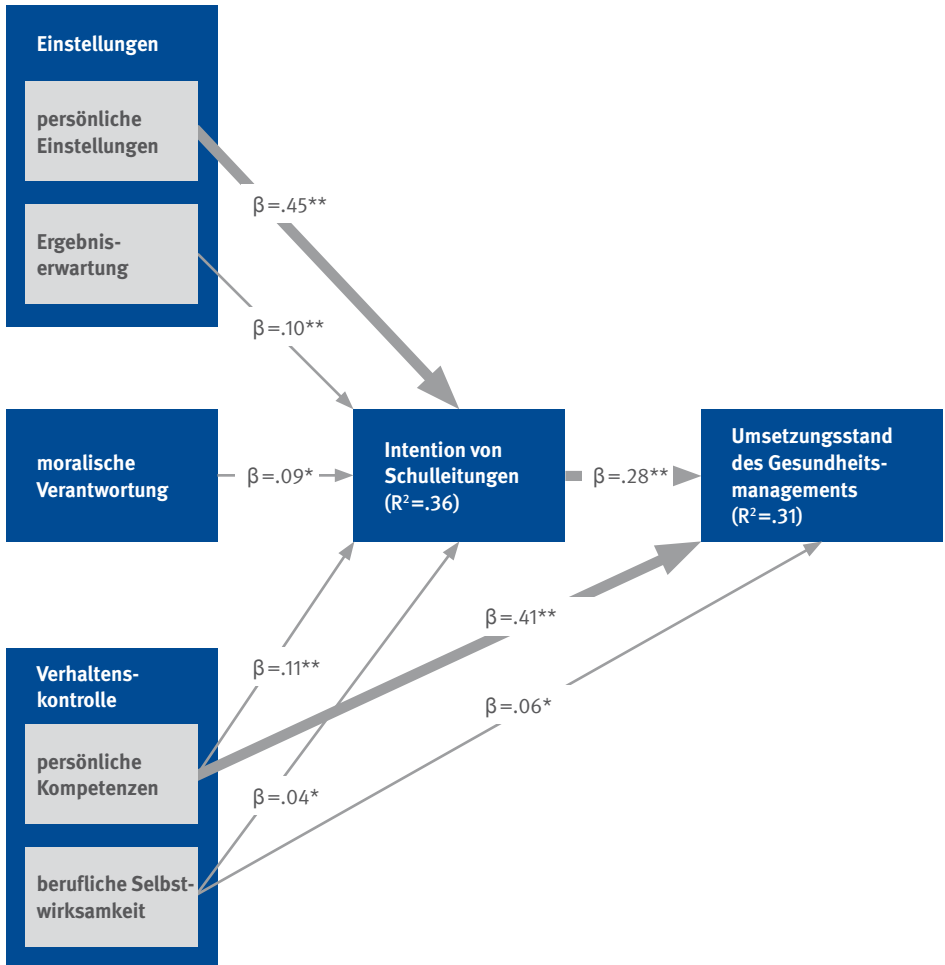 Einstellungen
persönliche
Einstellungen
Ergebnis-
erwartung
β=.45**
β=.10**
moralische
Verantwortung
β=.09*
Intention von
Schulleitungen
(R²=.36)
β=.28**
Umsetzungsstand
des Gesundheits-
managements
(R²=.31)
Verhaltens-
kontrolle
persönliche
Kompetenzen
berufliche Selbst-
wirksamkeit
β=.11**
β=.04*
β=.41**
β=.06*